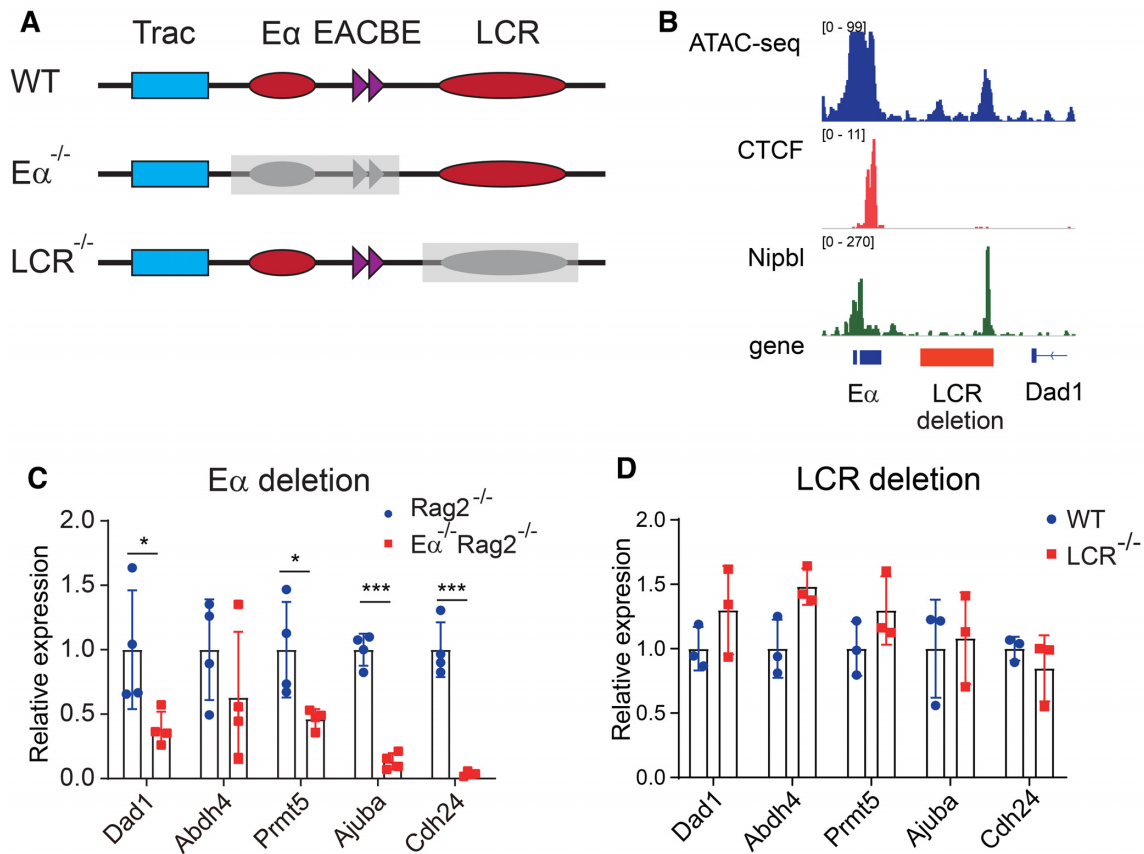 A
Trac Eα EACBE LCR
WT
Eα-/-
LCR-/-
B
ATAC-seq
[0 - 99]
CTCF
[0 - 11]
Nipbl
[0 - 270]
gene
Eα
LCR
deletion
Dad1
C
Eα deletion
Rag2-/-
Eα-/-Rag2-/-
Relative expression
2.0
1.5
1.0
0.5
0.0
*
*
***
***
Dad1
Abdh4
Prmt5
Ajuba
Cdh24
D
LCR deletion
WT
LCR-/-
Relative expression
2.0
1.5
1.0
0.5
0.0
Dad1
Abdh4
Prmt5
Ajuba
Cdh24